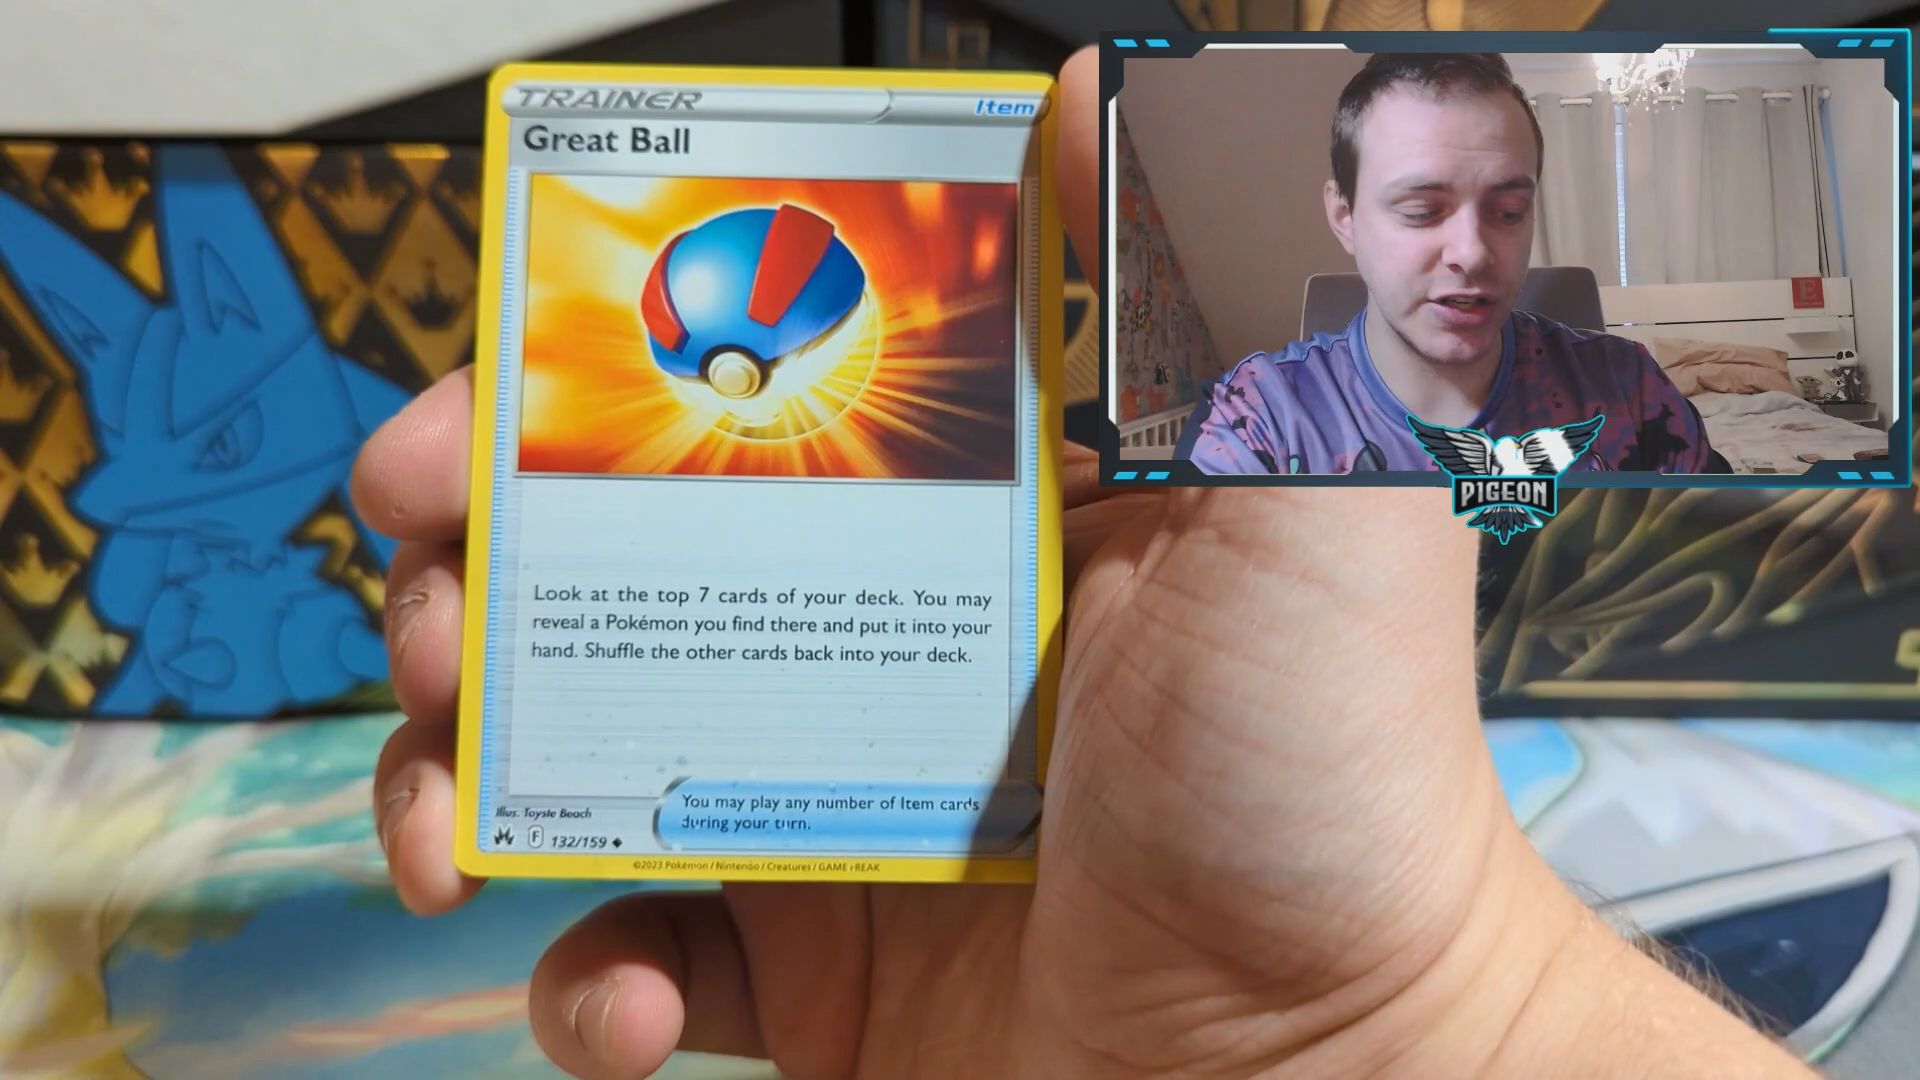 TRAINER
Item
Great Ball
Look at the top 7 cards of your deck. You may
reveal a Pokémon you find there and put it into your
hand. Shuffle the other cards back into your deck.
You may play any number of Item cards
during your turn.
Illus. Toyste Beach
F 132/159
©2023 Pokémon / Nintendo / Creatures / GAME FREAK
P1GEON